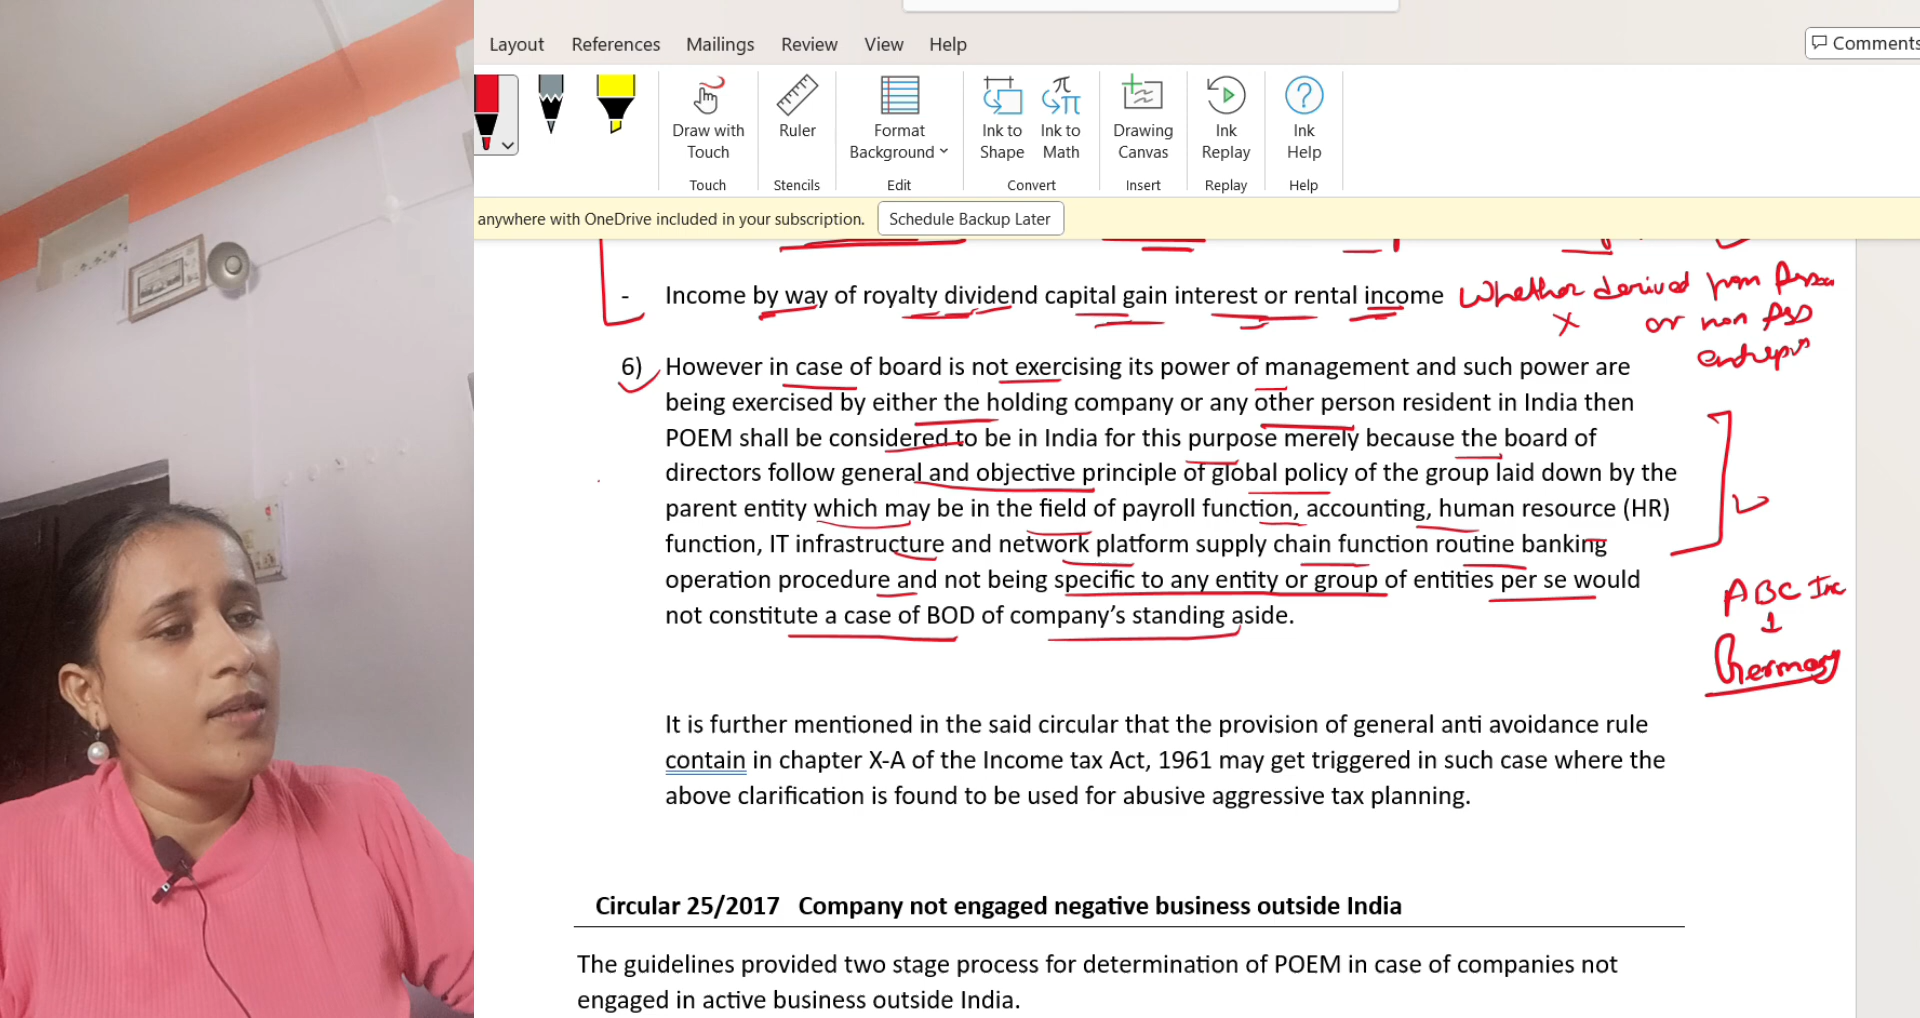 Layout References Mailings Review View Help
Comments
Draw with Touch
Ruler
Format Background
Ink to Shape
Ink to Math
Drawing Canvas
Ink Replay
Ink Help
Touch Stencils Edit Convert Insert Replay Help
anywhere with OneDrive included in your subscription. Schedule Backup Later
- Income by way of royalty dividend capital gain interest or rental income Whether derived from
or non
6) However in case of board is not exercising its power of management and such power are
being exercised by either the holding company or any other person resident in India then
POEM shall be considered to be in India for this purpose merely because the board of
directors follow general and objective principle of global policy of the group laid down by the
parent entity which may be in the field of payroll function, accounting, human resource (HR)
function, IT infrastructure and network platform supply chain function routine banking
operation procedure and not being specific to any entity or group of entities per se would
not constitute a case of BOD of company's standing aside.
ABC Inc
Germany
It is further mentioned in the said circular that the provision of general anti avoidance rule
contain in chapter X-A of the Income tax Act, 1961 may get triggered in such case where the
above clarification is found to be used for abusive aggressive tax planning.
Circular 25/2017 Company not engaged negative business outside India
The guidelines provided two stage process for determination of POEM in case of companies not
engaged in active business outside India.